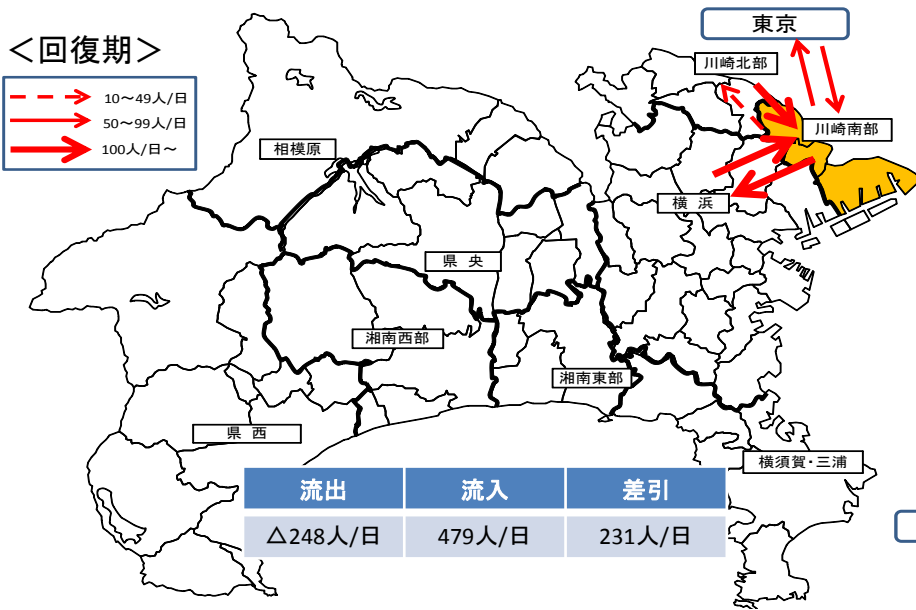 ＜回復期＞
10～49人/日
50～99人/日
100人/日～
東京
川崎北部
川崎南部
相模原
横 浜
県 央
湘南西部
湘南東部
県 西
横須賀・三浦
流出 流入 差引
△248人/日 479人/日 231人/日